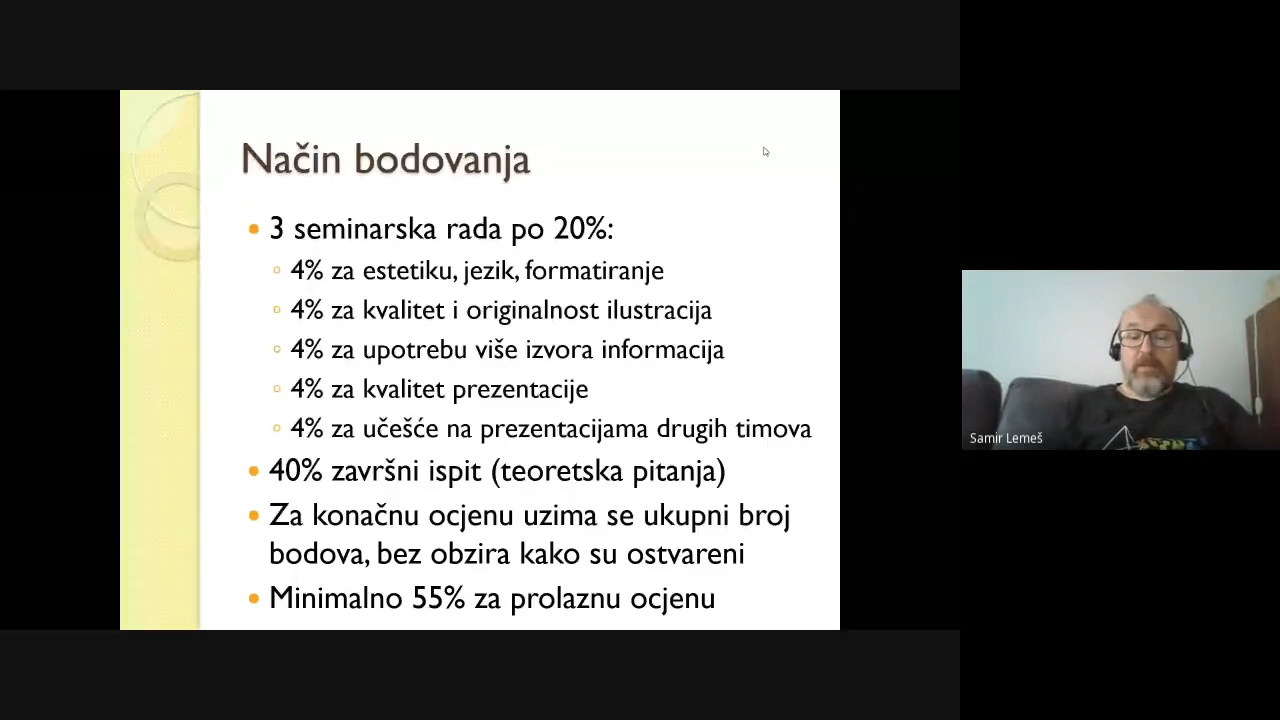 Način bodovanja
3 seminarska rada po 20%:
4% za estetiku, jezik, formatiranje
4% za kvalitet i originalnost ilustracija
4% za upotrebu više izvora informacija
4% za kvalitet prezentacije
4% za učešće na prezentacijama drugih timova
40% završni ispit (teoretska pitanja)
Za konačnu ocjenu uzima se ukupni broj
bodova, bez obzira kako su ostvareni
Minimalno 55% za prolaznu ocjenu
Samir Lemeš